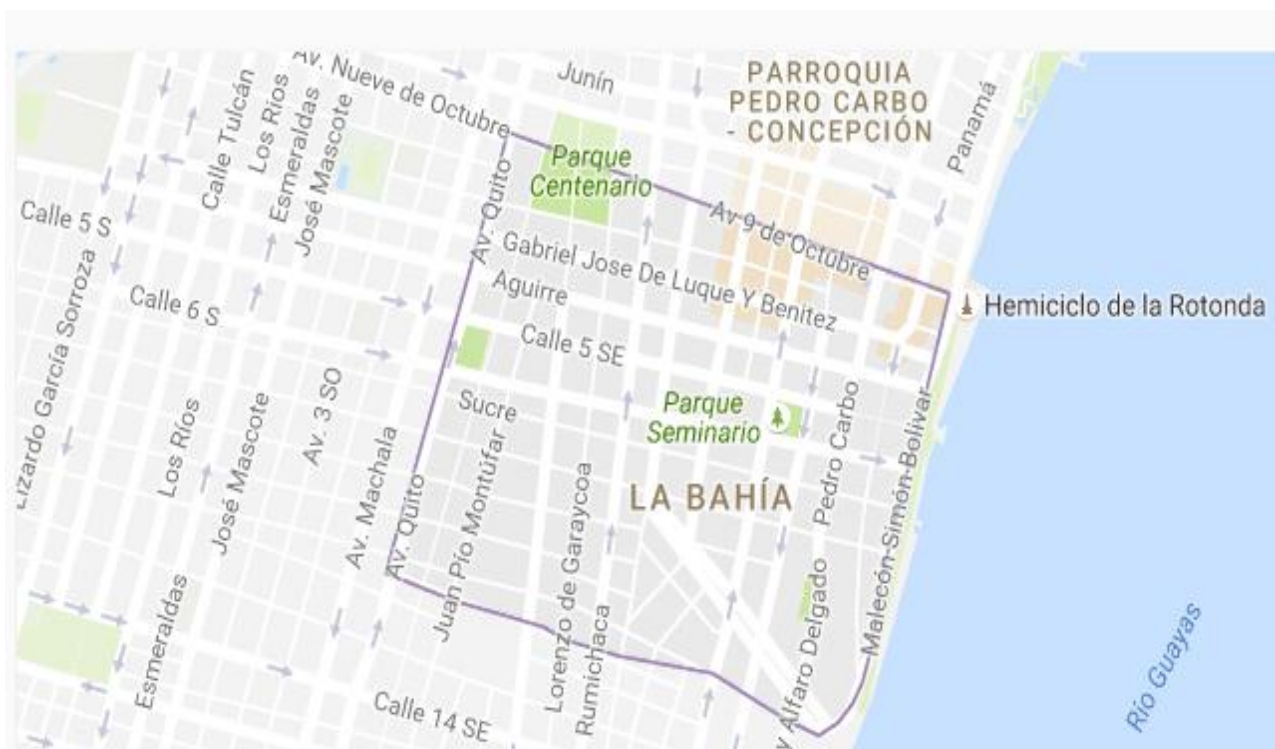 Av. Nueve de Octubre
Junín
PARROQUIA
PEDRO CARBO
- CONCEPCIÓN
Panamá
Calle Tulcán
Los Ríos
Esmeraldas
José Mascote
Parque
Centenario
Av. Quito
Av 9 de Octubre
Calle 5 S
Gabriel Jose De Luque Y Benitez
Aguirre
Hemiciclo de la Rotonda
Lizardo García Sorroza
Calle 6 S
Calle 5 SE
Sucre
Parque
Seminario
Pedro Carbo
Malecón Simón Bolívar
Los Ríos
José Mascote
Av. 3 SO
Av. Machala
Av. Quito
Juan Pío Montúfar
Lorenzo de Garaycoa
LA BAHÍA
Rumichaca
y Alfaro Delgado
Esmeraldas
Calle 14 SE
Río Guayas